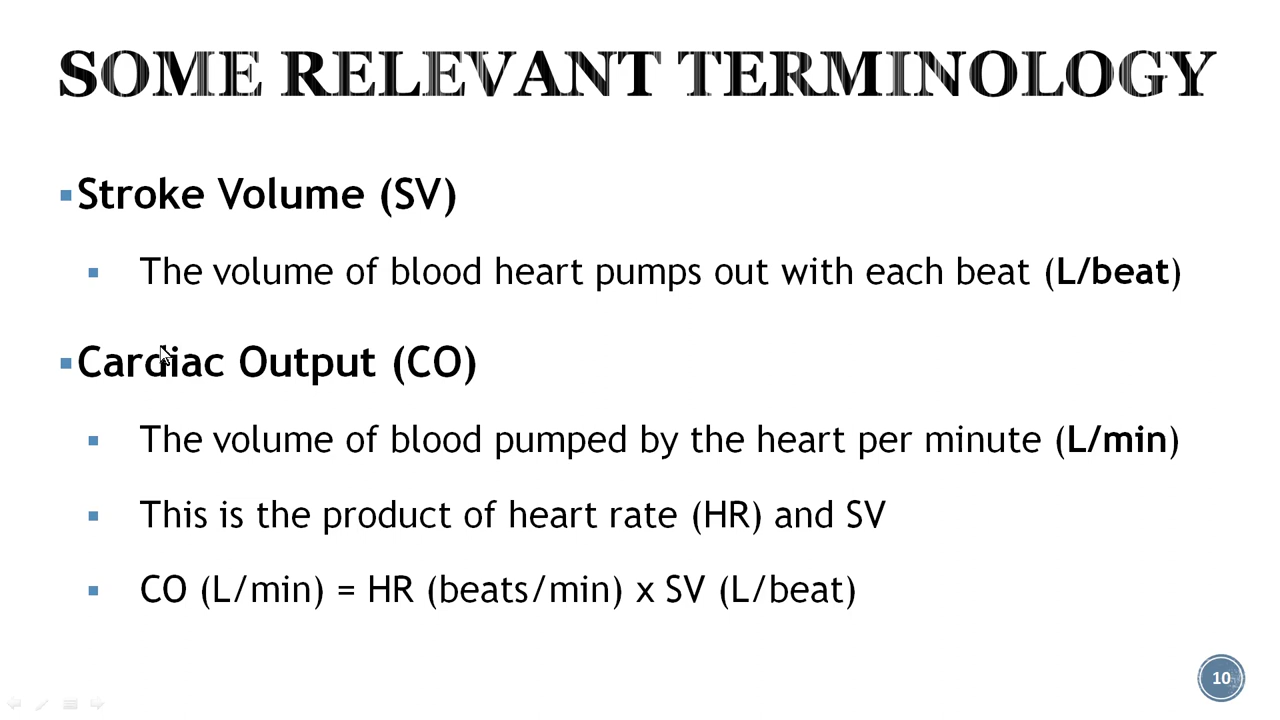 SOME RELEVANT TERMINOLOGY
Stroke Volume (SV)
The volume of blood heart pumps out with each beat (L/beat)
Cardiac Output (CO)
The volume of blood pumped by the heart per minute (L/min)
This is the product of heart rate (HR) and SV
CO (L/min) = HR (beats/min) x SV (L/beat)
10